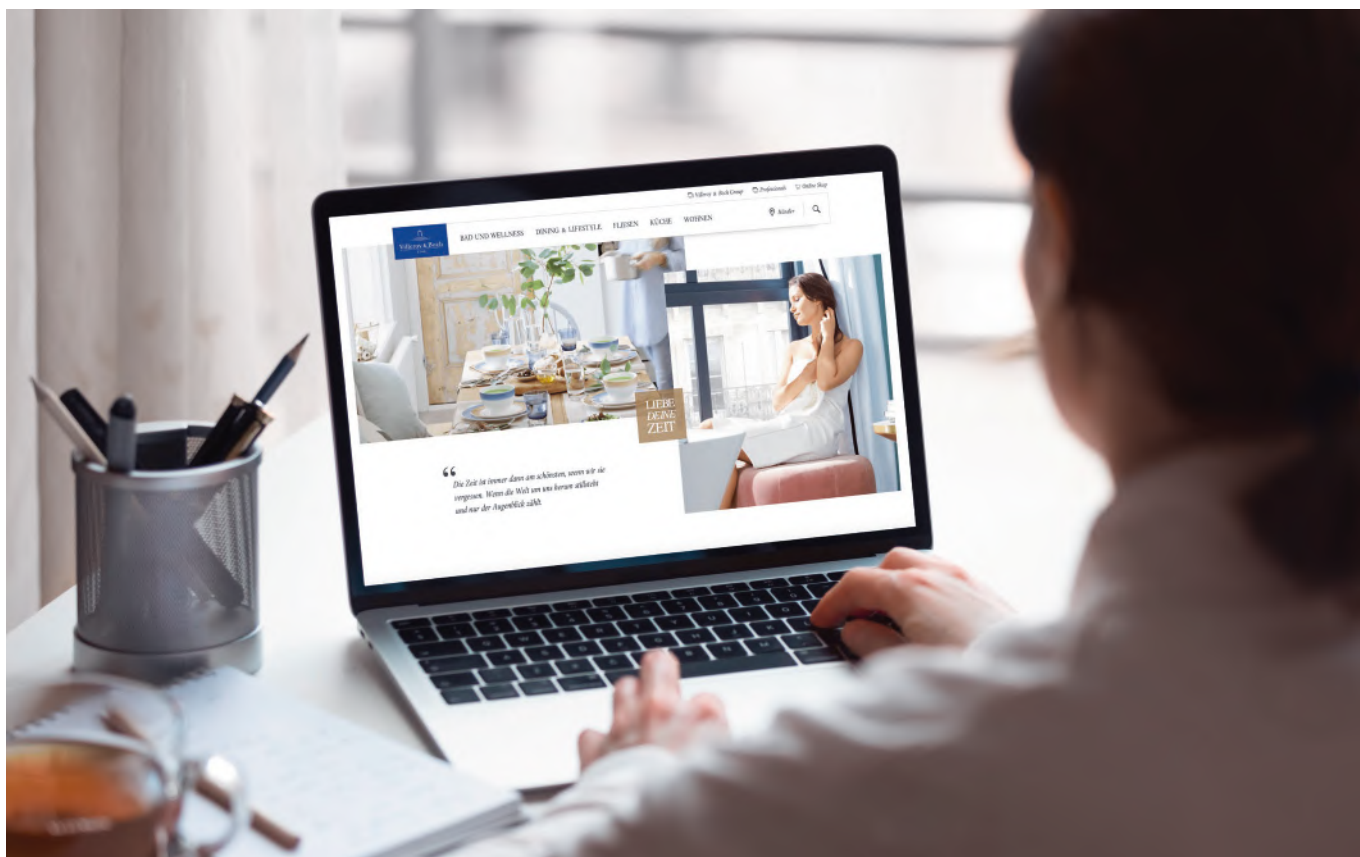 Villeroy & Boch Group Professionals Online Shop
Villeroy & Boch
BAD UND WELLNESS DINING & LIFESTYLE FLIESEN KÜCHE WOHNEN Händler
LIEBE
DEINE
ZEIT
“
Die Zeit ist immer dann am schönsten, wenn wir sie
vergessen. Wenn die Welt um uns herum stillsteht
und nur der Augenblick zählt.